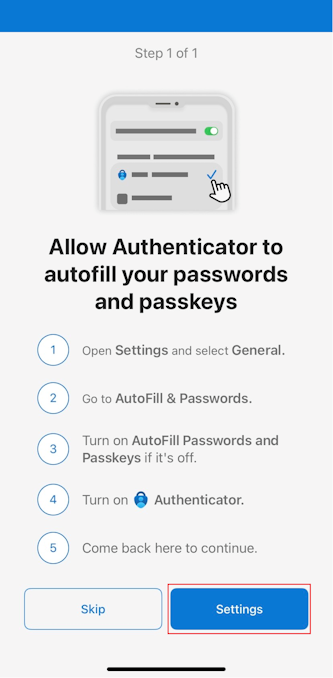 Step 1 of 1
Allow Authenticator to
autofill your passwords
and passkeys
1 Open Settings and select General.
2 Go to AutoFill & Passwords.
3 Turn on AutoFill Passwords and
Passkeys if it's off.
4 Turn on Authenticator.
5 Come back here to continue.
Skip Settings